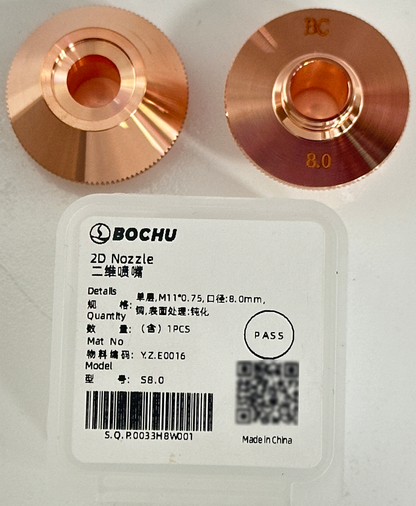 BC
8.0
BOCHU
2D Nozzle
二维喷嘴
Details
规 格: 单层,M11*0.75,口径:8.0mm,
铜,表面处理:钝化
Quantity
数 量: (含) 1PCS
Mat No
物料编码: Y.Z.E0016
Model
型 号: S8.0
PASS
S.Q.P.0033H8W001
Made in China